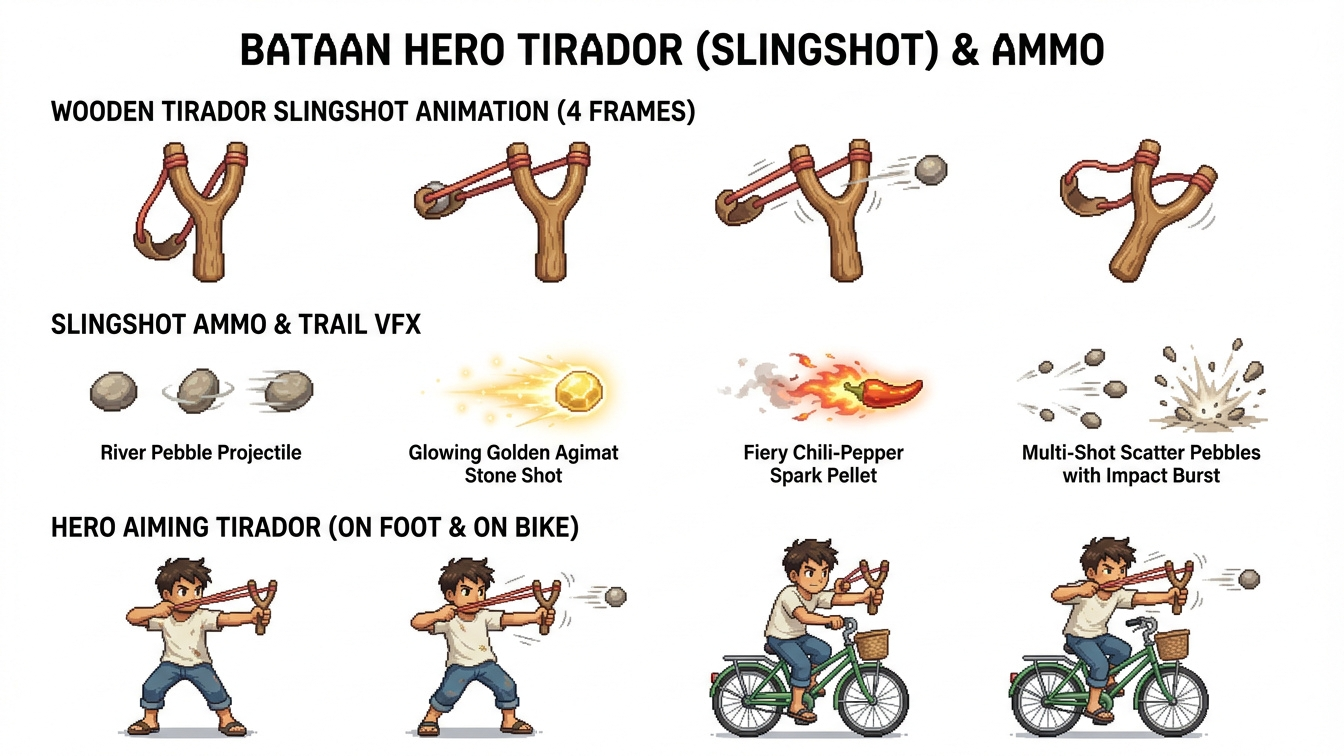 BATAAN HERO TIRADOR (SLINGSHOT) & AMMO
WOODEN TIRADOR SLINGSHOT ANIMATION (4 FRAMES)
SLINGSHOT AMMO & TRAIL VFX
River Pebble Projectile
Glowing Golden Agimat
Stone Shot
Fiery Chili-Pepper
Spark Pellet
Multi-Shot Scatter Pebbles
with Impact Burst
HERO AIMING TIRADOR (ON FOOT & ON BIKE)